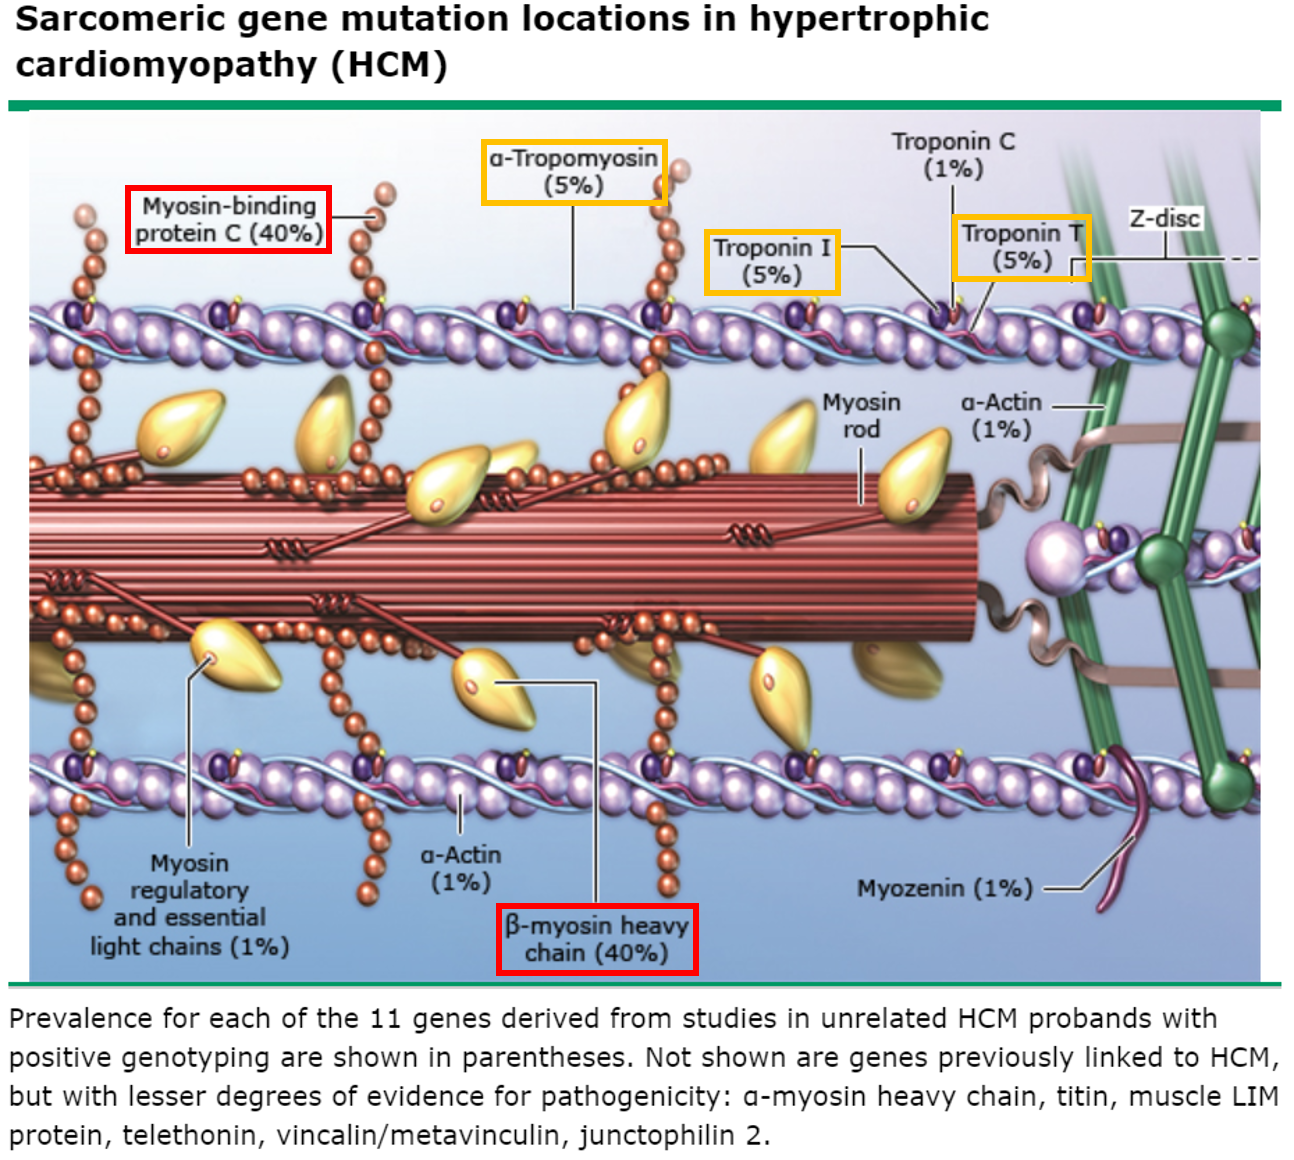 Sarcomeric gene mutation locations in hypertrophic
cardiomyopathy (HCM)
Troponin C
(1%)
α-Tropomyosin
(5%)
Myosin-binding
protein C (40%)
Z-disc
Troponin T
(5%)
Troponin I
(5%)
Myosin
rod
α-Actin
(1%)
Myosin
regulatory
and essential
light chains (1%)
α-Actin
(1%)
β-myosin heavy
chain (40%)
Myozenin (1%)
Prevalence for each of the 11 genes derived from studies in unrelated HCM probands with
positive genotyping are shown in parentheses. Not shown are genes previously linked to HCM,
but with lesser degrees of evidence for pathogenicity: α-myosin heavy chain, titin, muscle LIM
protein, telethonin, vincalin/metavinculin, junctophilin 2.